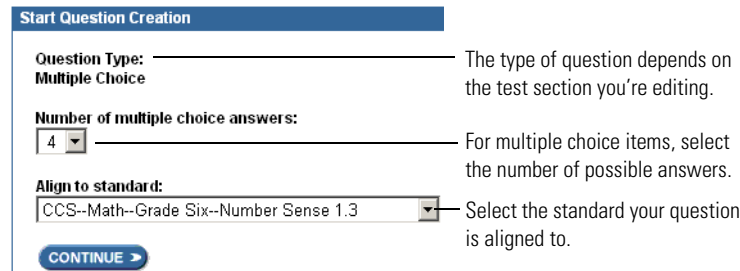 Start Question Creation
Question Type:
Multiple Choice
The type of question depends on
the test section you're editing.
Number of multiple choice answers:
4
For multiple choice items, select
the number of possible answers.
Align to standard:
CCS--Math--Grade Six--Number Sense 1.3
Select the standard your question
is aligned to.
CONTINUE